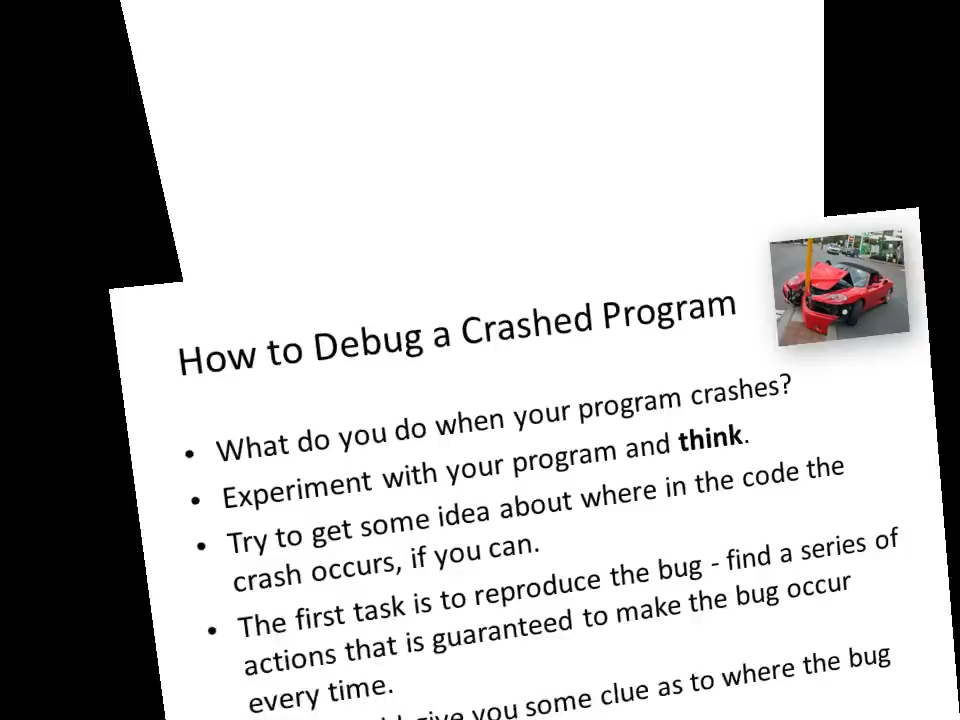 How to Debug a Crashed Program
• What do you do when your program crashes?
• Experiment with your program and think.
• Try to get some idea about where in the code the
crash occurs, if you can.
• The first task is to reproduce the bug - find a series of
actions that is guaranteed to make the bug occur
every time.
give you some clue as to where the bug